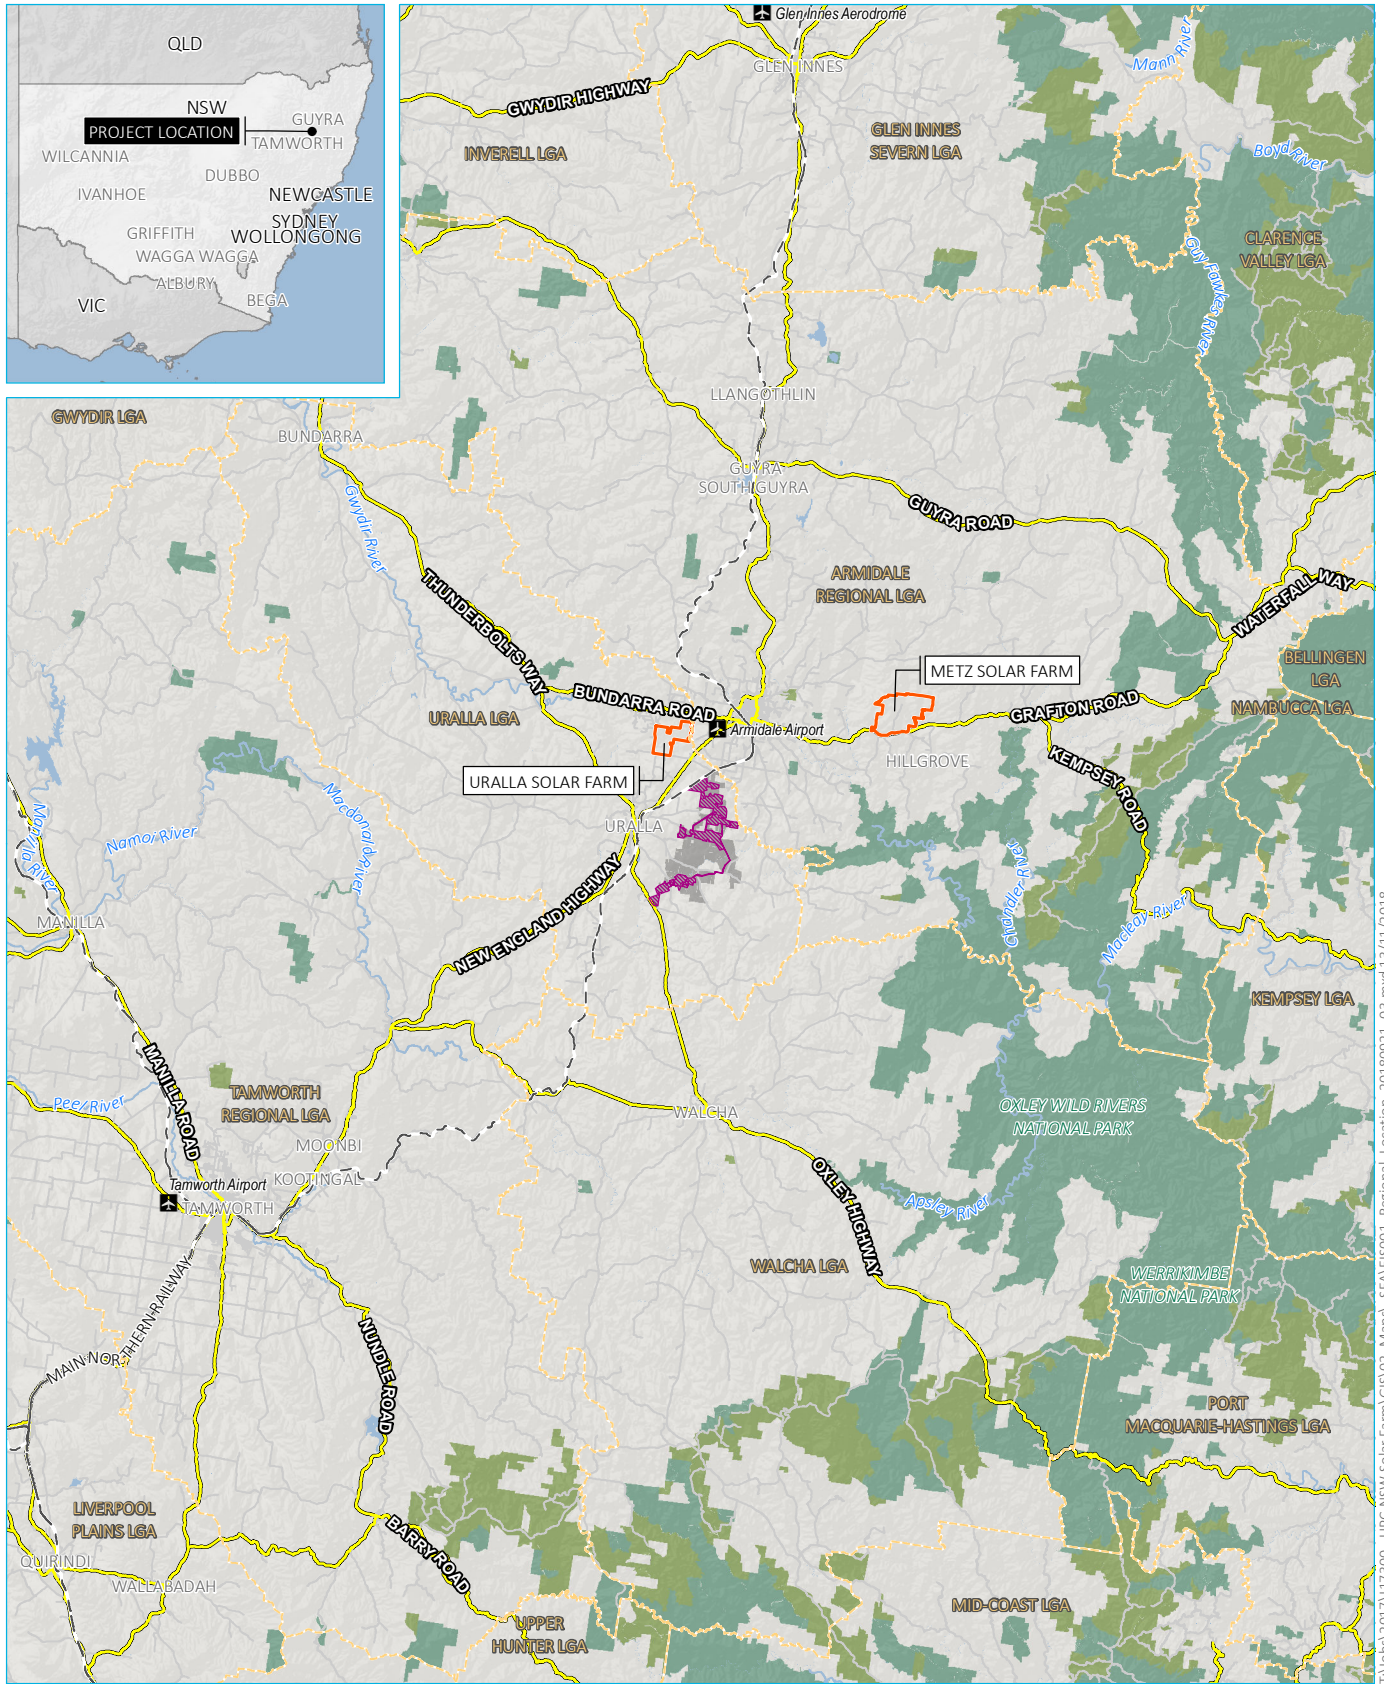 QLD
NSW
PROJECT LOCATION
GUYRA
TAMWORTH
WILCANNIA
DUBBO
IVANHOE
NEWCASTLE
SYDNEY
GRIFFITH
WOLLONGONG
WAGGA WAGGA
ALBURY
VIC
BEGA
Glen Innes Aerodrome
GLEN INNES
GWYDIR HIGHWAY
Mann River
INVERELL LGA
GLEN INNES
SEVERN LGA
Boyd River
CLARENCE
VALLEY LGA
Guy Fawkes River
LLANGOTHLIN
GWYDIR LGA
BUNDARRA
GUYRA
SOUTH GUYRA
Gwydir River
GUYRA ROAD
ARMIDALE
REGIONAL LGA
THUNDERBOLTS WAY
WATERFALL WAY
BELLINGEN
LGA
METZ SOLAR FARM
NAMBUCCA LGA
GRAFTON ROAD
BUNDARRA ROAD
URALLA LGA
Armidale Airport
HILLGROVE
URALLA SOLAR FARM
KEMPSEY ROAD
URALLA
Manilla River
Namoi River
Macdonald River
Chandler River
Macleay River
MANILLA
NEW ENGLAND HIGHWAY
KEMPSEY LGA
MANILLA ROAD
TAMWORTH
REGIONAL LGA
Peel River
OXLEY WILD RIVERS
NATIONAL PARK
WALCHA
MOONBI
KOOTINGAL
Tamworth Airport
TAMWORTH
OXLEY HIGHWAY
Apsley River
WALCHA LGA
WERRIKIMBE
NATIONAL PARK
MAIN NORTHERN RAILWAY
NUNDLE ROAD
PORT
MACQUARIE-HASTINGS LGA
LIVERPOOL
PLAINS LGA
BARRY ROAD
QUIRINDI
WALLABADAH
MID-COAST LGA
UPPER
HUNTER LGA